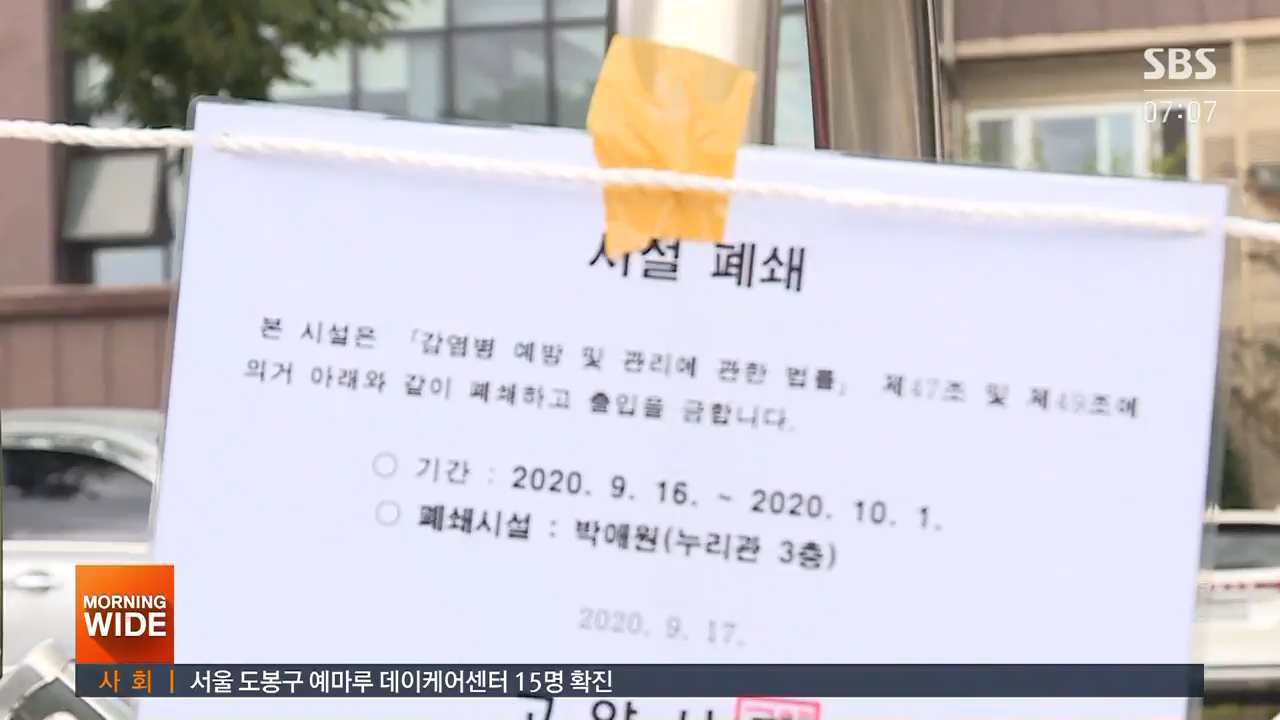 SBS
07:07
시설 폐쇄
본 시설은 「감염병 예방 및 관리에 관한 법률」 제47조 및 제49조에
의거 아래와 같이 폐쇄하고 출입을 금합니다.
○ 기간 : 2020. 9. 16. ~ 2020. 10. 1.
○ 폐쇄시설 : 박애원(누리관 3층)
2020. 9. 17.
MORNING
WIDE
사 회 | 서울 도봉구 예마루 데이케어센터 15명 확진